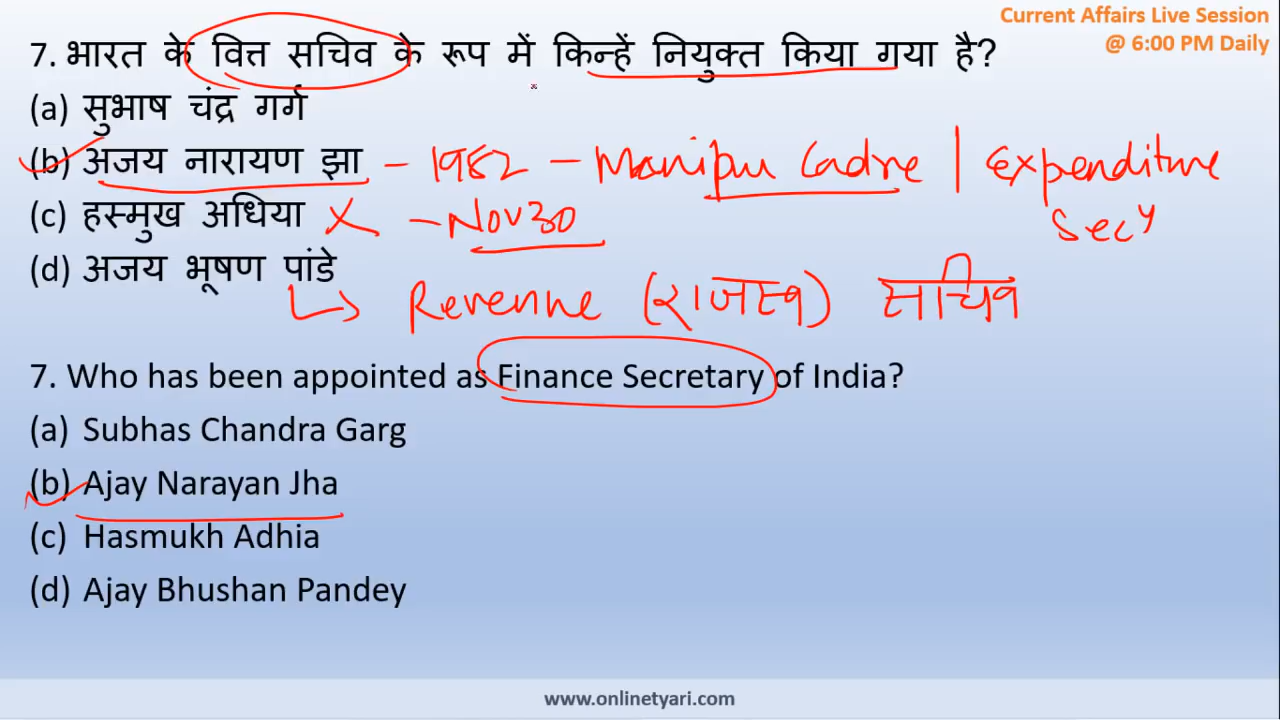 Current Affairs Live Session
@ 6:00 PM Daily
7. भारत के वित्त सचिव के रूप में किन्हें नियुक्त किया गया है?
(a) सुभाष चंद्र गर्ग
(b) अजय नारायण झा – 1982 – Manipur Cadre | Expenditure
Secy
(c) हस्मुख अधिया X – Nov 30
(d) अजय भूषण पांडे
Revenue (राजस्व) सचिव
7. Who has been appointed as Finance Secretary of India?
(a) Subhas Chandra Garg
(b) Ajay Narayan Jha
(c) Hasmukh Adhia
(d) Ajay Bhushan Pandey
www.onlinetyari.com